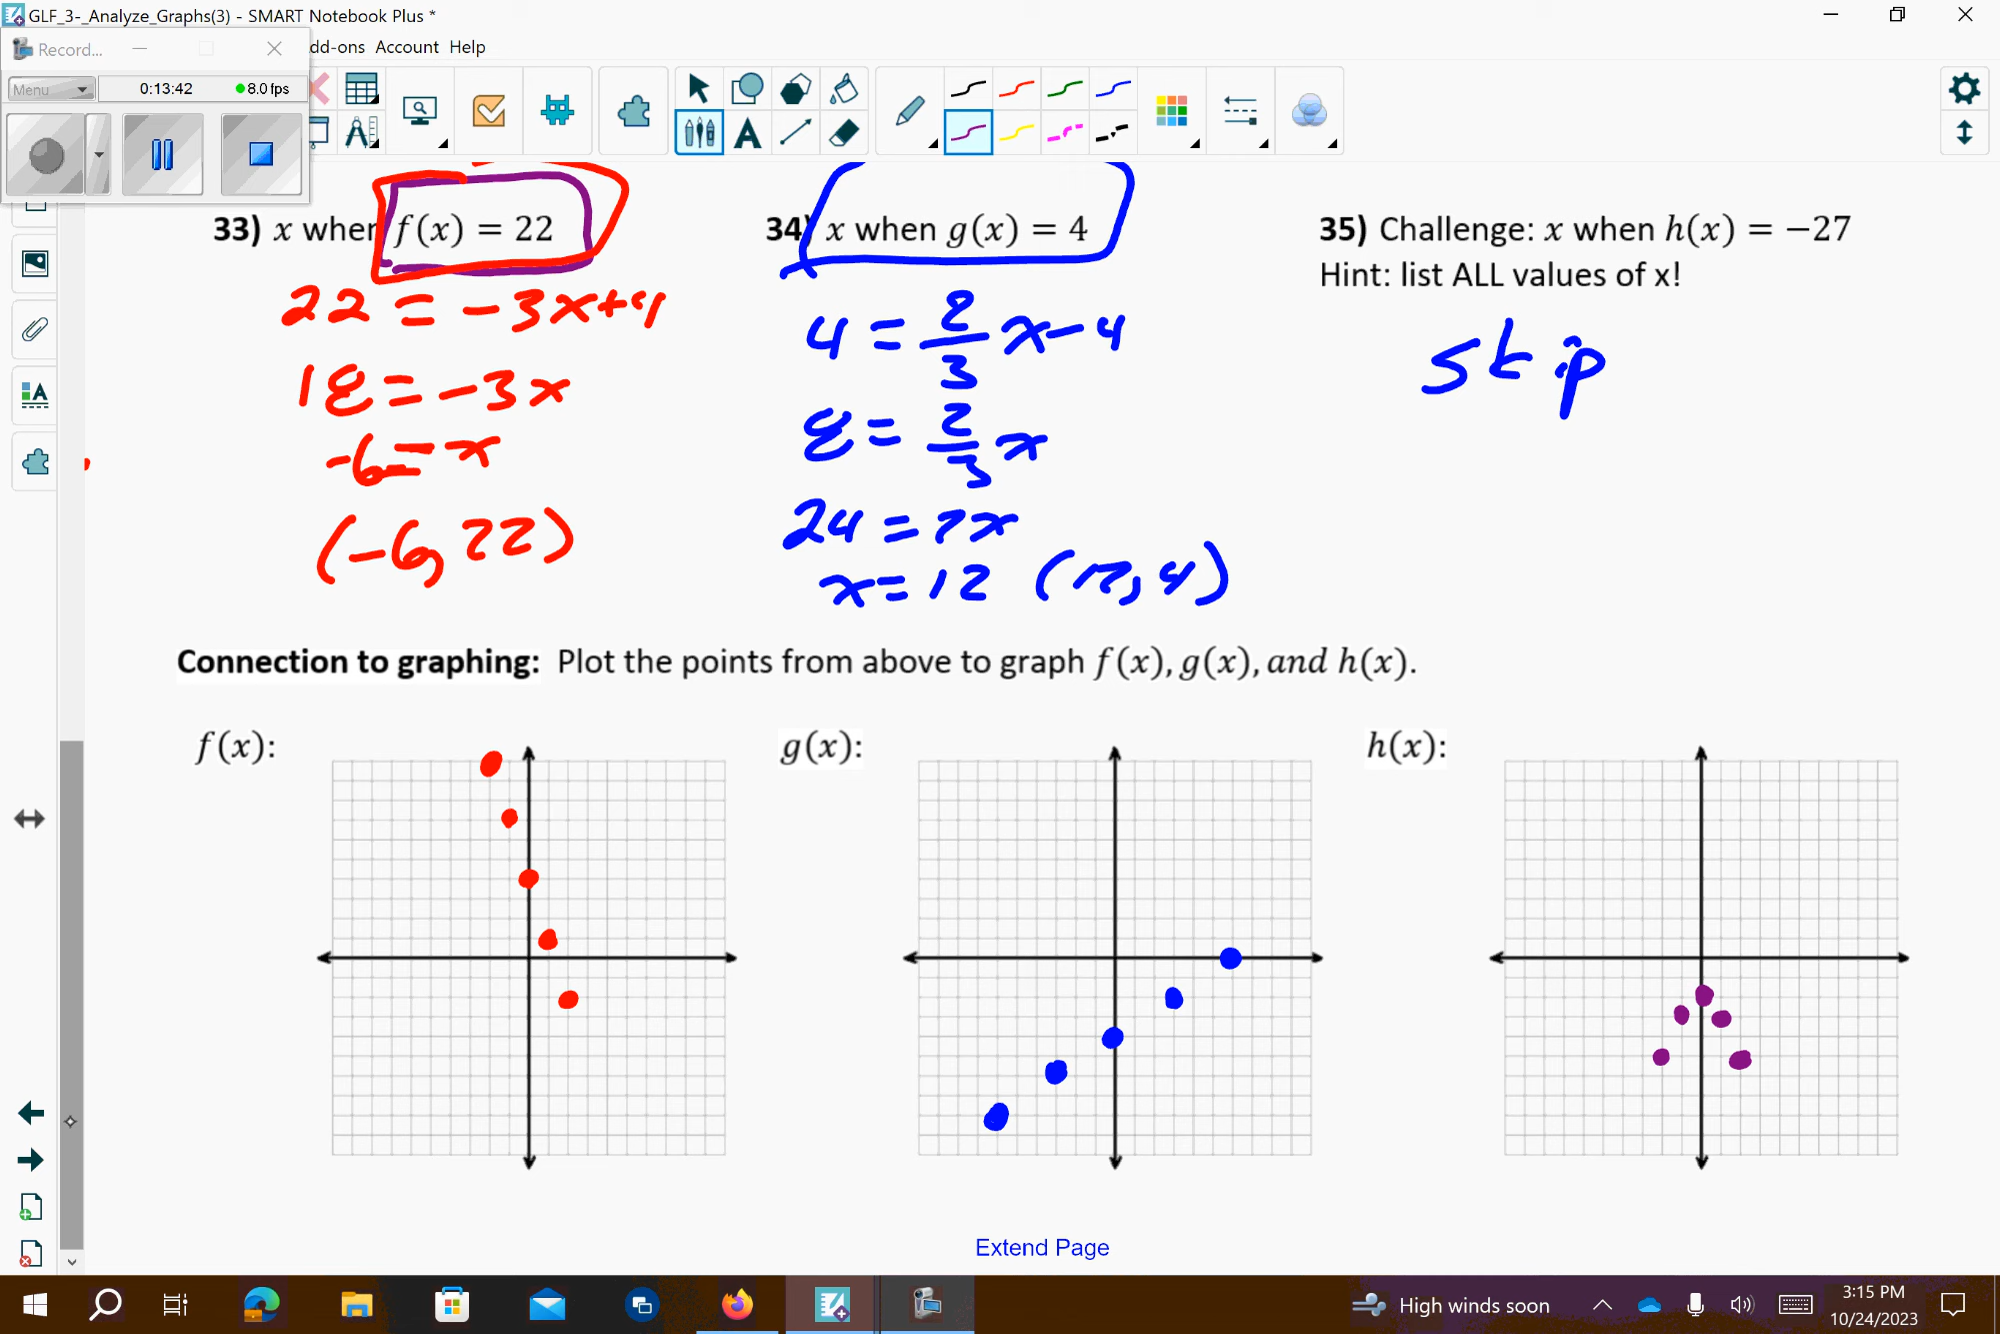 GLF_3-_Analyze_Graphs(3) - SMART Notebook Plus *
Record...
dd-ons Account Help
Menu 0:13:42 8.0 fps
33) x when f(x) = 22
22 = -3x+4
18 = -3x
-6 = x
(-6, 22)
34) x when g(x) = 4
4 = 2/3 x - 4
8 = 2/3 x
24 = 2x
x = 12 (12, 4)
35) Challenge: x when h(x) = −27
Hint: list ALL values of x!
skip
Connection to graphing: Plot the points from above to graph f(x), g(x), and h(x).
f(x):
g(x):
h(x):
Extend Page
High winds soon
3:15 PM
10/24/2023